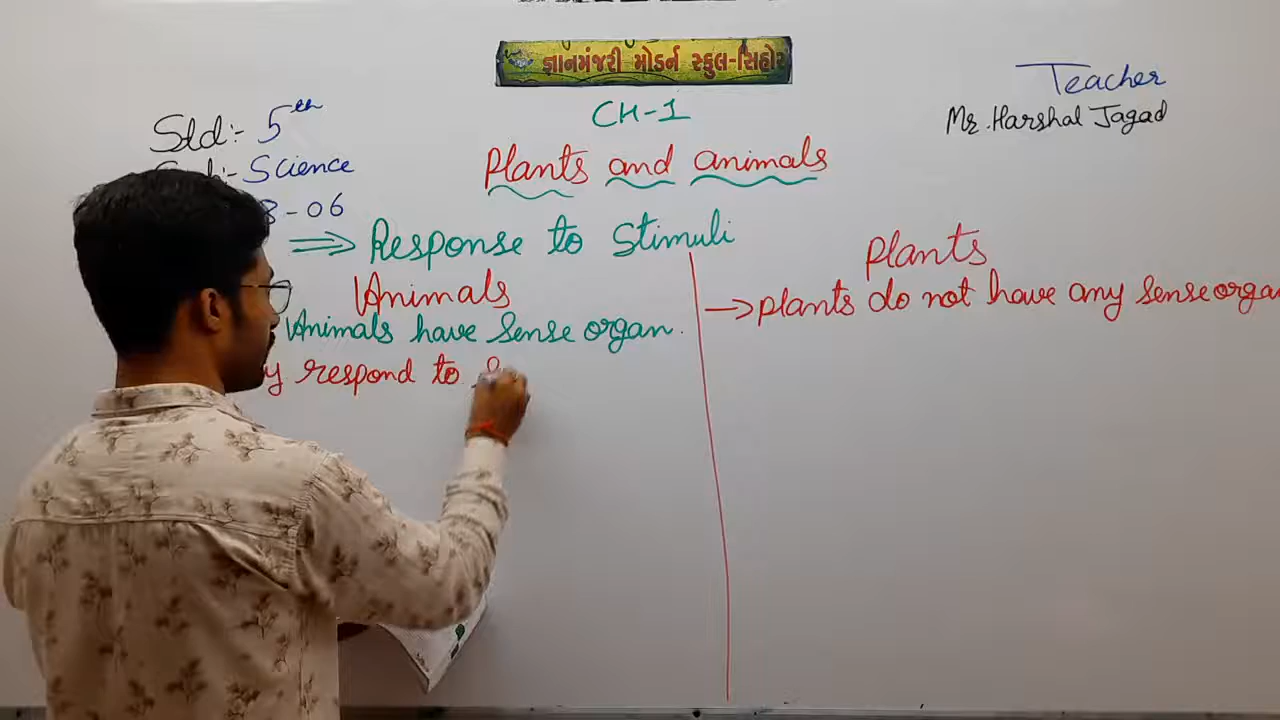 જ્ઞાનમંજરી મોડર્ન સ્કુલ-સિહોર
CH-1
Plants and animals
Std:- 5th
Science
8-06
Teacher
Mr. Harshal Jagad
⇒ Response to Stimuli
Animals
Animals have Sense organ.
y respond to
Plants
→ plants do not have any Sense organ